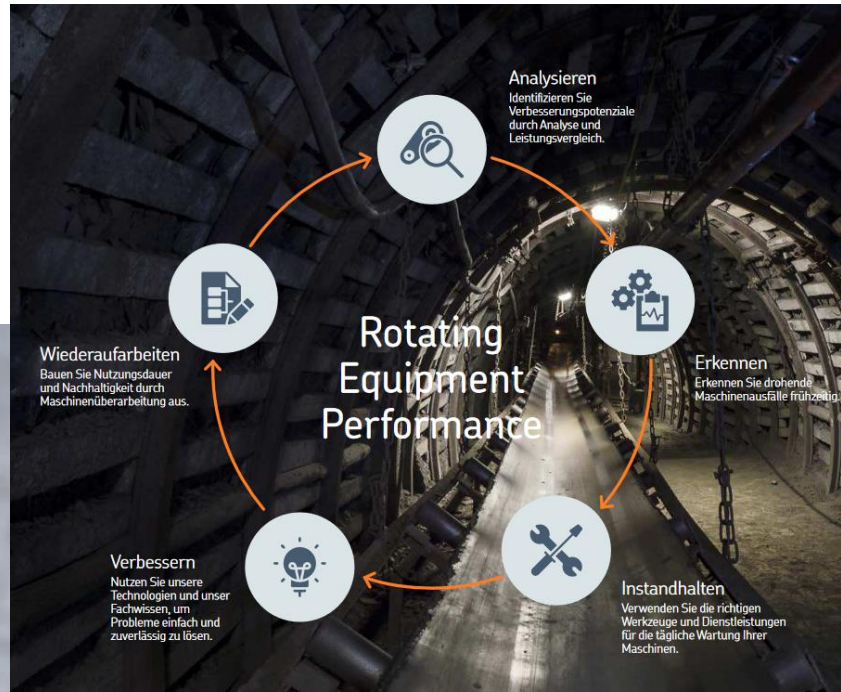 Analysieren
Identifizieren Sie
Verbesserungspotenziale
durch Analyse und
Leistungsvergleich.
Erkennen
Erkennen Sie drohende
Maschinenausfälle frühzeitig.
Instandhalten
Verwenden Sie die richtigen
Werkzeuge und Dienstleistungen
für die tägliche Wartung Ihrer
Maschinen.
Verbessern
Nutzen Sie unsere
Technologien und unser
Fachwissen, um
Probleme einfach und
zuverlässig zu lösen.
Wiederaufarbeiten
Bauen Sie Nutzungsdauer
und Nachhaltigkeit durch
Maschinenüberarbeitung aus.
Rotating
Equipment
Performance